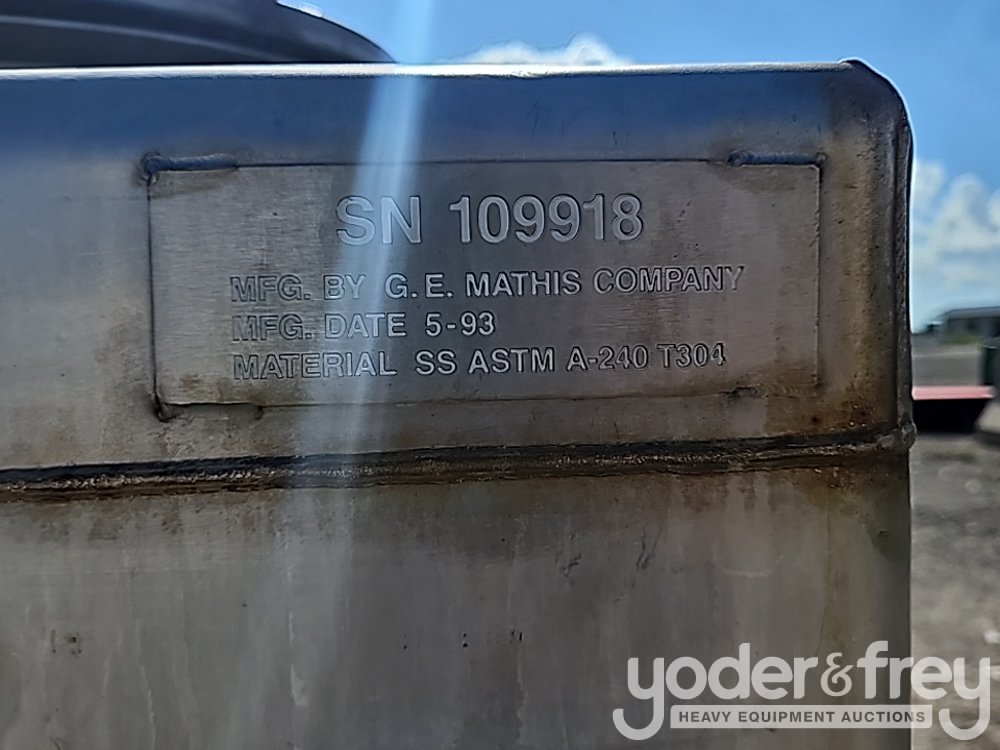 SN 109918
MFG. BY G.E. MATHIS COMPANY
MFG. DATE 5-93
MATERIAL SS ASTM A-240 T304
yoder&frey
HEAVY EQUIPMENT AUCTIONS